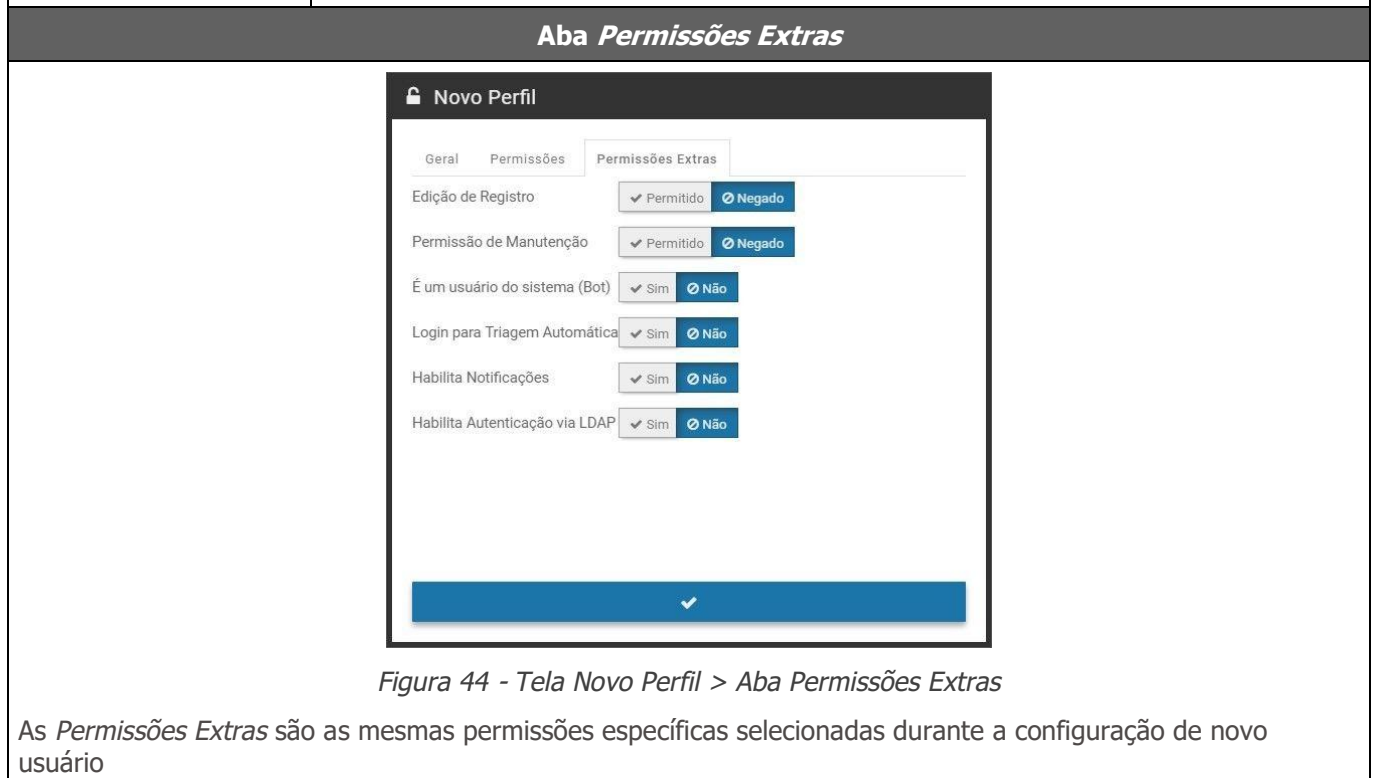 Aba Permissões Extras
Novo Perfil
Geral Permissões Permissões Extras
Edição de Registro Permitido Negado
Permissão de Manutenção Permitido Negado
É um usuário do sistema (Bot) Sim Não
Login para Triagem Automática Sim Não
Habilita Notificações Sim Não
Habilita Autenticação via LDAP Sim Não
Figura 44 - Tela Novo Perfil > Aba Permissões Extras
As Permissões Extras são as mesmas permissões específicas selecionadas durante a configuração de novo
usuário